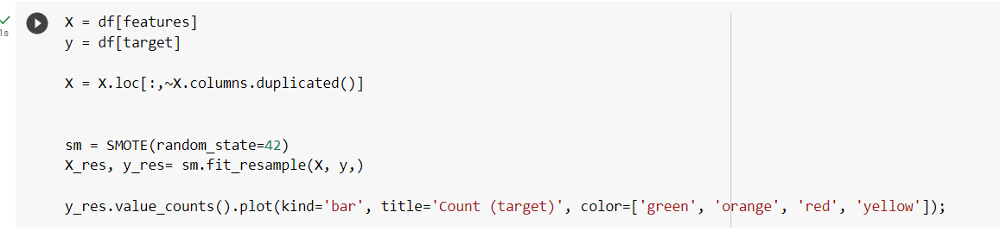 1s
X = df[features]
y = df[target]
X = X.loc[:,~X.columns.duplicated()]
sm = SMOTE(random_state=42)
X_res, y_res= sm.fit_resample(X, y,)
y_res.value_counts().plot(kind='bar', title='Count (target)', color=['green', 'orange', 'red', 'yellow']);